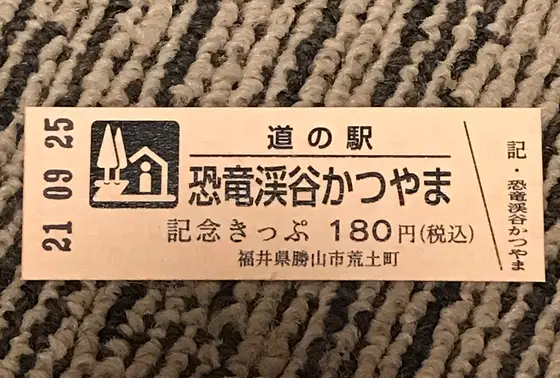 21 09 25
道の駅
恐竜渓谷かつやま
記念きっぷ 180円(税込)
福井県勝山市荒土町
記・恐竜渓谷かつやま